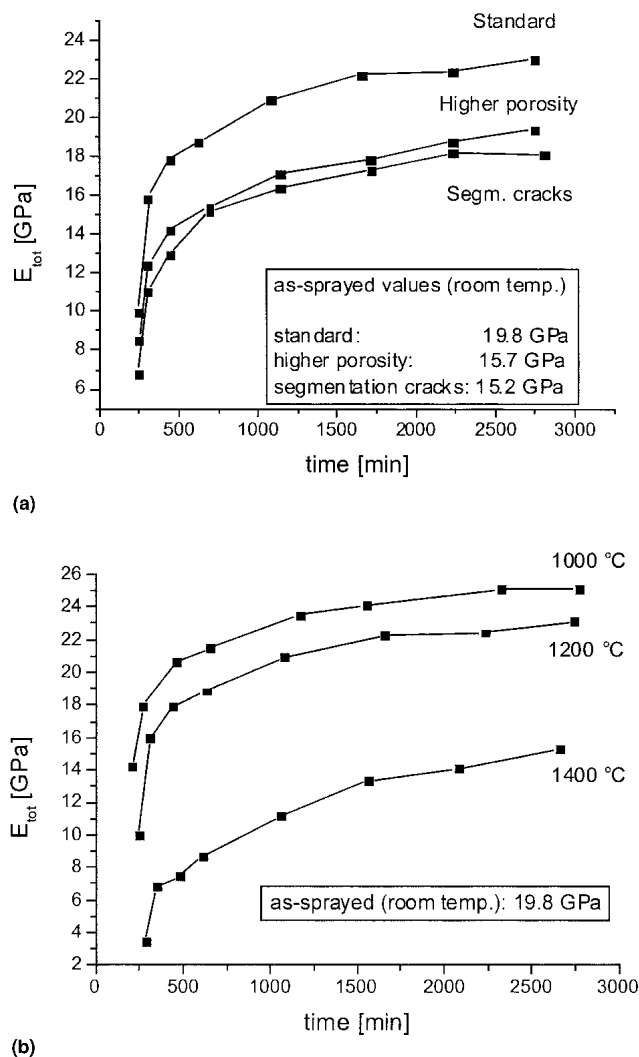 Standard
Higher porosity
Segm. cracks
E_tot [GPa]
24
22
20
18
16
14
12
10
8
6
as-sprayed values (room temp.)
standard: 19.8 GPa
higher porosity: 15.7 GPa
segmentation cracks: 15.2 GPa
0 500 1000 1500 2000 2500 3000
time [min]
(a)
1000 °C
1200 °C
1400 °C
E_tot [GPa]
26
24
22
20
18
16
14
12
10
8
6
4
2
as-sprayed (room temp.): 19.8 GPa
0 500 1000 1500 2000 2500 3000
time [min]
(b)